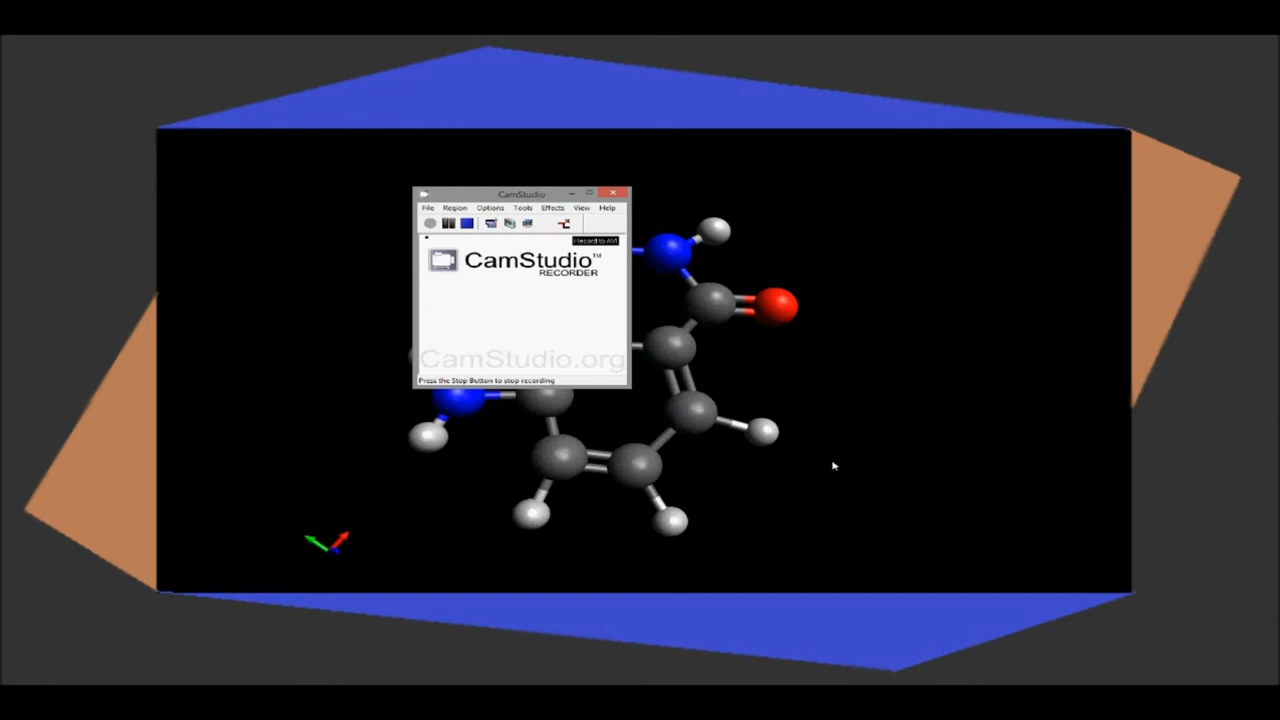 CamStudio
File Region Options Tools Effects View Help
Record to AVI
CamStudio™
RECORDER
CamStudio.org
Press the Stop Button to stop recording